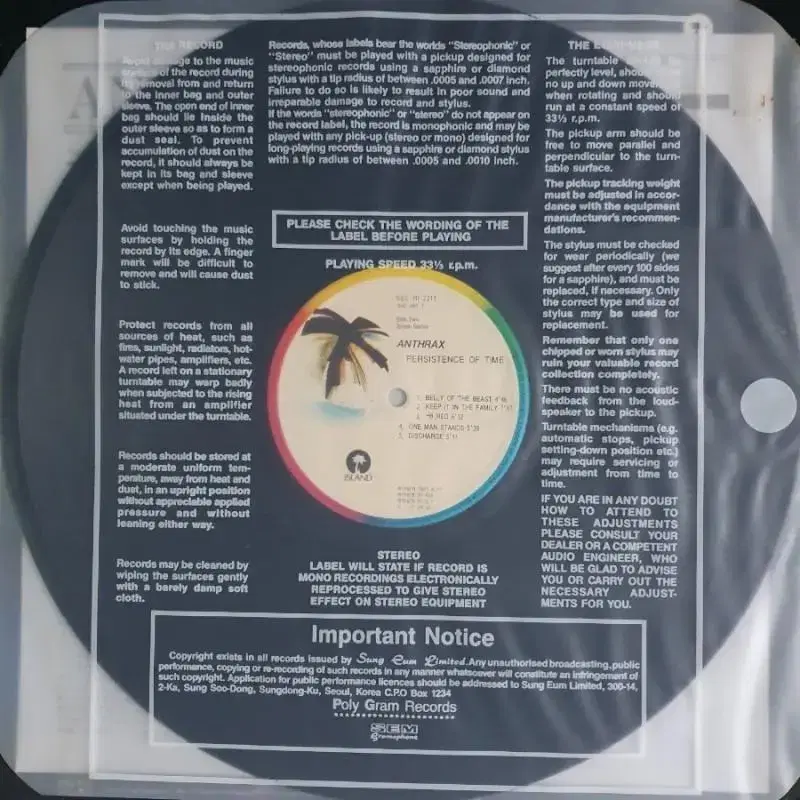 THE RECORD
Avoid damage to the music
surface of the record during
its removal from and return
to the inner bag and outer
sleeve. The open end of inner
bag should lie inside the
outer sleeve so as to form a
dust seal. To prevent
accumulation of dust on the
record, it should always be
kept in its bag and sleeve
except when being played.
Avoid touching the music
surfaces by holding the
record by its edge. A finger
mark will be difficult to
remove and will cause dust
to stick.
Protect records from all
sources of heat, such as
fires, sunlight, radiators, hot-
water pipes, amplifiers, etc.
A record left on a stationary
turntable may warp badly
when subjected to the rising
heat from an amplifier
situated under the turntable.
Records should be stored at
a moderate uniform tem-
perature, away from heat and
dust, in an upright position
without appreciable applied
pressure and without
leaning either way.
Records may be cleaned by
wiping the surfaces gently
with a barely damp soft
cloth.
Records, whose labels bear the worlds "Stereophonic" or
"Stereo" must be played with a pickup designed for
stereophonic records using a sapphire or diamond
stylus with a tip radius of between .0005 and .0007 inch.
Failure to do so is likely to result in poor sound and
irreparable damage to record and stylus.
If the words "stereophonic" or "stereo" do not appear on
the record label, the record is monophonic and may be
played with any pick-up (stereo or mono) designed for
long-playing records using a sapphire or diamond stylus
with a tip radius of between .0005 and .0010 inch.
PLEASE CHECK THE WORDING OF THE
LABEL BEFORE PLAYING
PLAYING SPEED 33⅓ r.p.m.
Side Two
ANTHRAX
PERSISTENCE OF TIME
1. BELLY OF THE BEAST
2. KEEP IT IN THE FAMILY
3.
4. ONE MAN STANDS
5. DISCHARGE
ISLAND
STEREO
LABEL WILL STATE IF RECORD IS
MONO RECORDINGS ELECTRONICALLY
REPROCESSED TO GIVE STEREO
EFFECT ON STEREO EQUIPMENT
THE
The turntable
perfectly level,
no up and down
when rotating and should
run at a constant speed of
33⅓ r.p.m.
The pickup arm should be
free to move parallel and
perpendicular to the turn-
table surface.
The pickup tracking weight
must be adjusted in accor-
dance with the equipment
manufacturer's recommen-
dations.
The stylus must be checked
for wear periodically (we
suggest after every 100 sides
for a sapphire), and must be
replaced, if necessary. Only
the correct type and size of
stylus may be used for
replacement.
Remember that only one
chipped or worn stylus may
ruin your valuable record
collection completely.
There must be no acoustic
feedback from the loud-
speaker to the pickup.
Turntable mechanisms (e.g.
automatic stops, pickup
setting-down position etc.)
may require servicing or
adjustment from time to
time.
IF YOU ARE IN ANY DOUBT
HOW TO ATTEND TO
THESE ADJUSTMENTS
PLEASE CONSULT YOUR
DEALER OR A COMPETENT
AUDIO ENGINEER, WHO
WILL BE GLAD TO ADVISE
YOU OR CARRY OUT THE
NECESSARY ADJUST-
MENTS FOR YOU.
Important Notice
Copyright exists in all records issued by Sung Eum Limited. Any unauthorised broadcasting, public
performance, copying or re-recording of such records in any manner whatsoever will constitute an infringement of
such copyright. Application for public performance licences should be addressed to Sung Eum Limited, 300-14,
2-Ka, Sung Soo-Dong, Sungdong-Ku, Seoul, Korea C.P.O Box 1234
Poly Gram Records
SEM
Gramophone